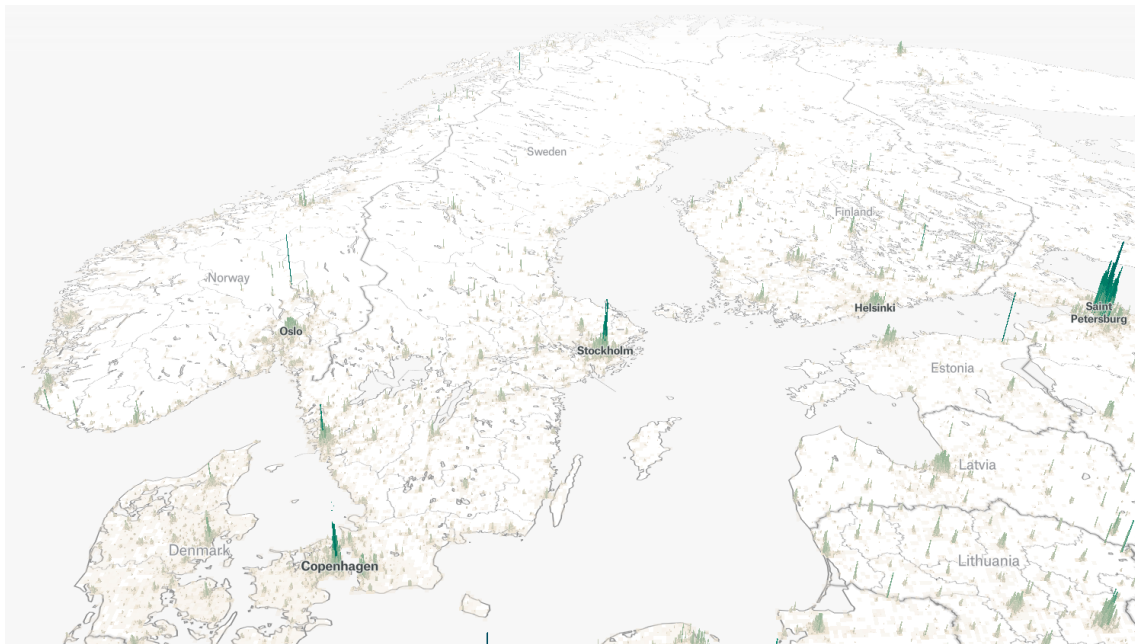 Sweden
Finland
Norway
Saint
Petersburg
Helsinki
Oslo
Stockholm
Estonia
Latvia
Denmark
Lithuania
Copenhagen